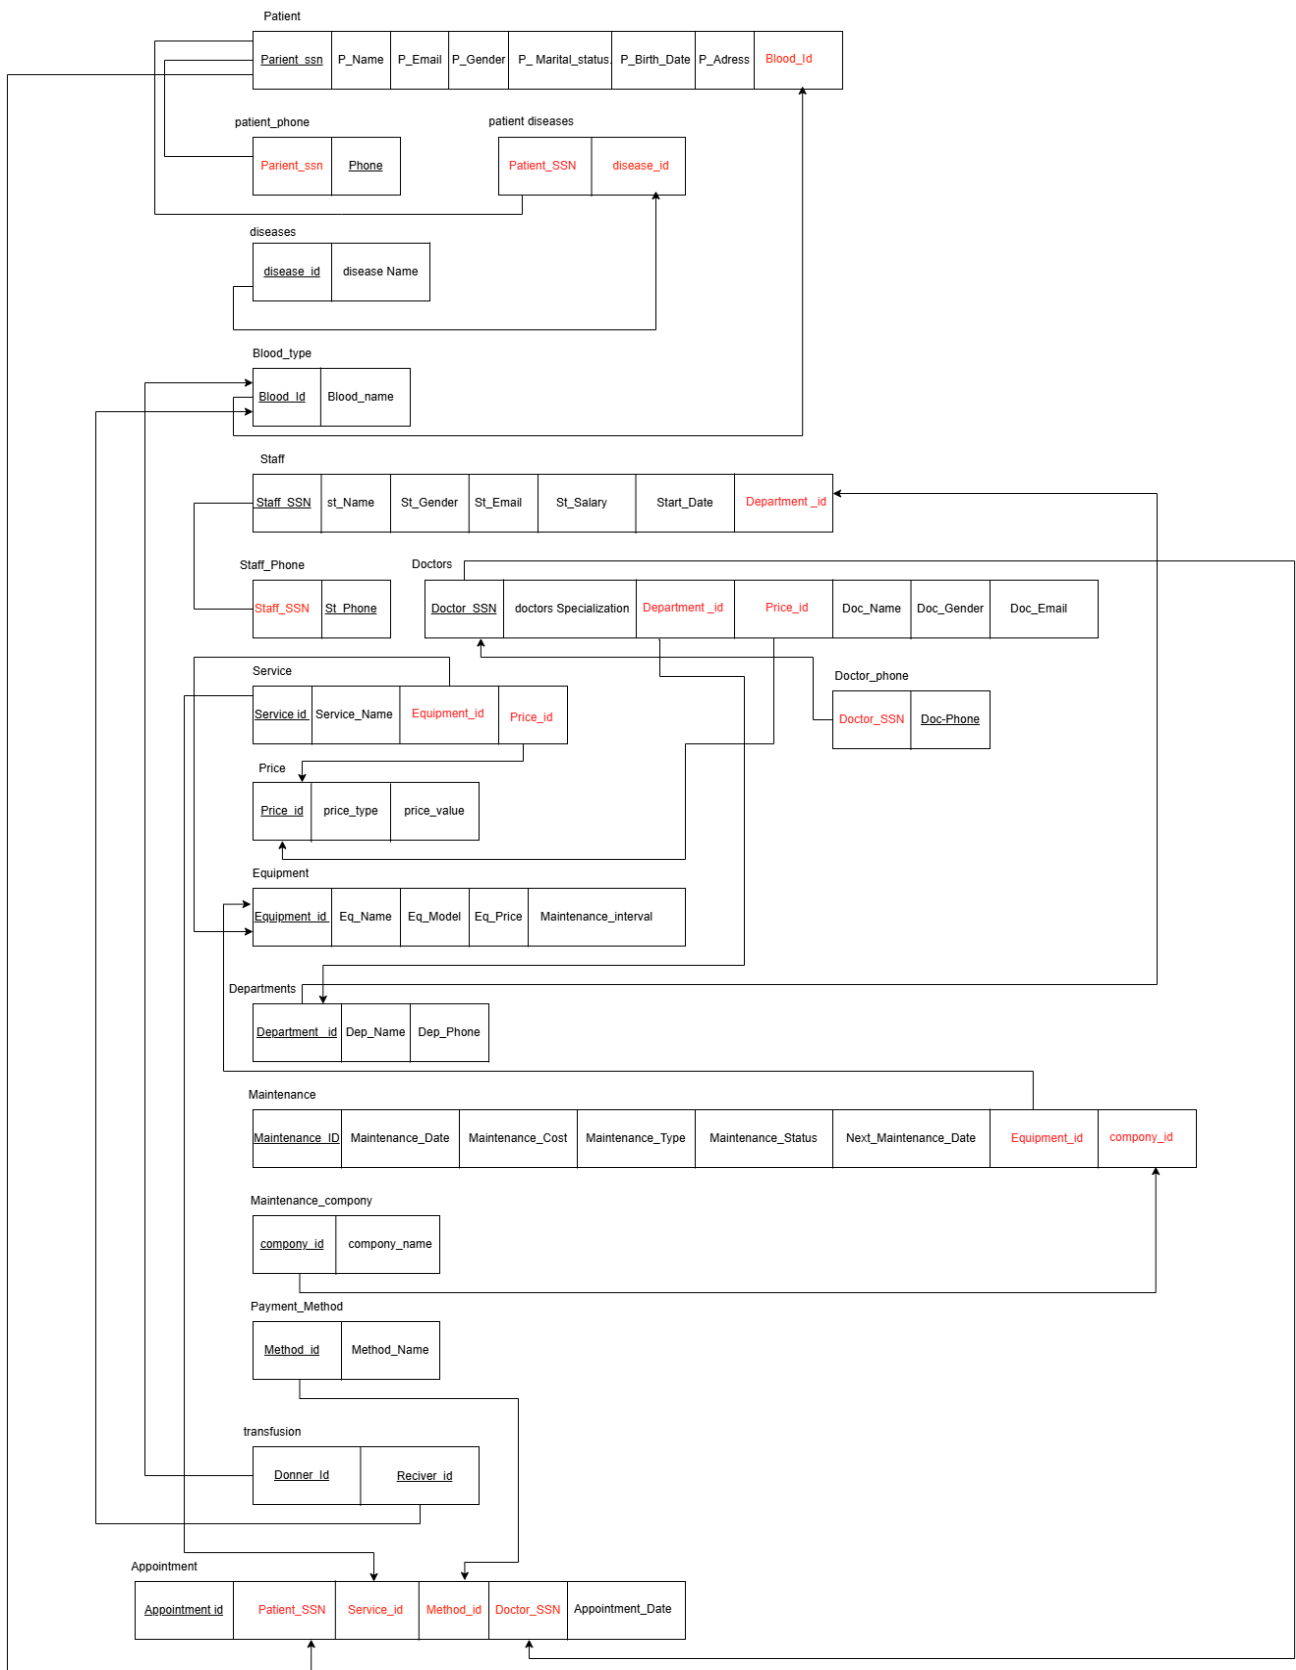 Patient
Parient_ssn P_Name P_Email P_Gender P_ Marital_status. P_Birth_Date P_Adress Blood_Id
patient_phone patient diseases
Parient_ssn Phone Patient_SSN disease_id
diseases
disease_id disease Name
Blood_type
Blood_Id Blood_name
Staff
Staff_SSN st_Name St_Gender St_Email St_Salary Start_Date Department _id
Staff_Phone Doctors
Staff_SSN St_Phone Doctor_SSN doctors Specialization Department _id Price_id Doc_Name Doc_Gender Doc_Email
Service Doctor_phone
Service id Service_Name Equipment_id Price_id Doctor_SSN Doc-Phone
Price
Price_id price_type price_value
Equipment
Equipment_id Eq_Name Eq_Model Eq_Price Maintenance_interval
Departments
Department _id Dep_Name Dep_Phone
Maintenance
Maintenance_ID Maintenance_Date Maintenance_Cost Maintenance_Type Maintenance_Status Next_Maintenance_Date Equipment_id compony_id
Maintenance_compony
compony_id compony_name
Payment_Method
Method_id Method_Name
transfusion
Donner_Id Reciver_id
Appointment
Appointment id Patient_SSN Service_id Method_id Doctor_SSN Appointment_Date